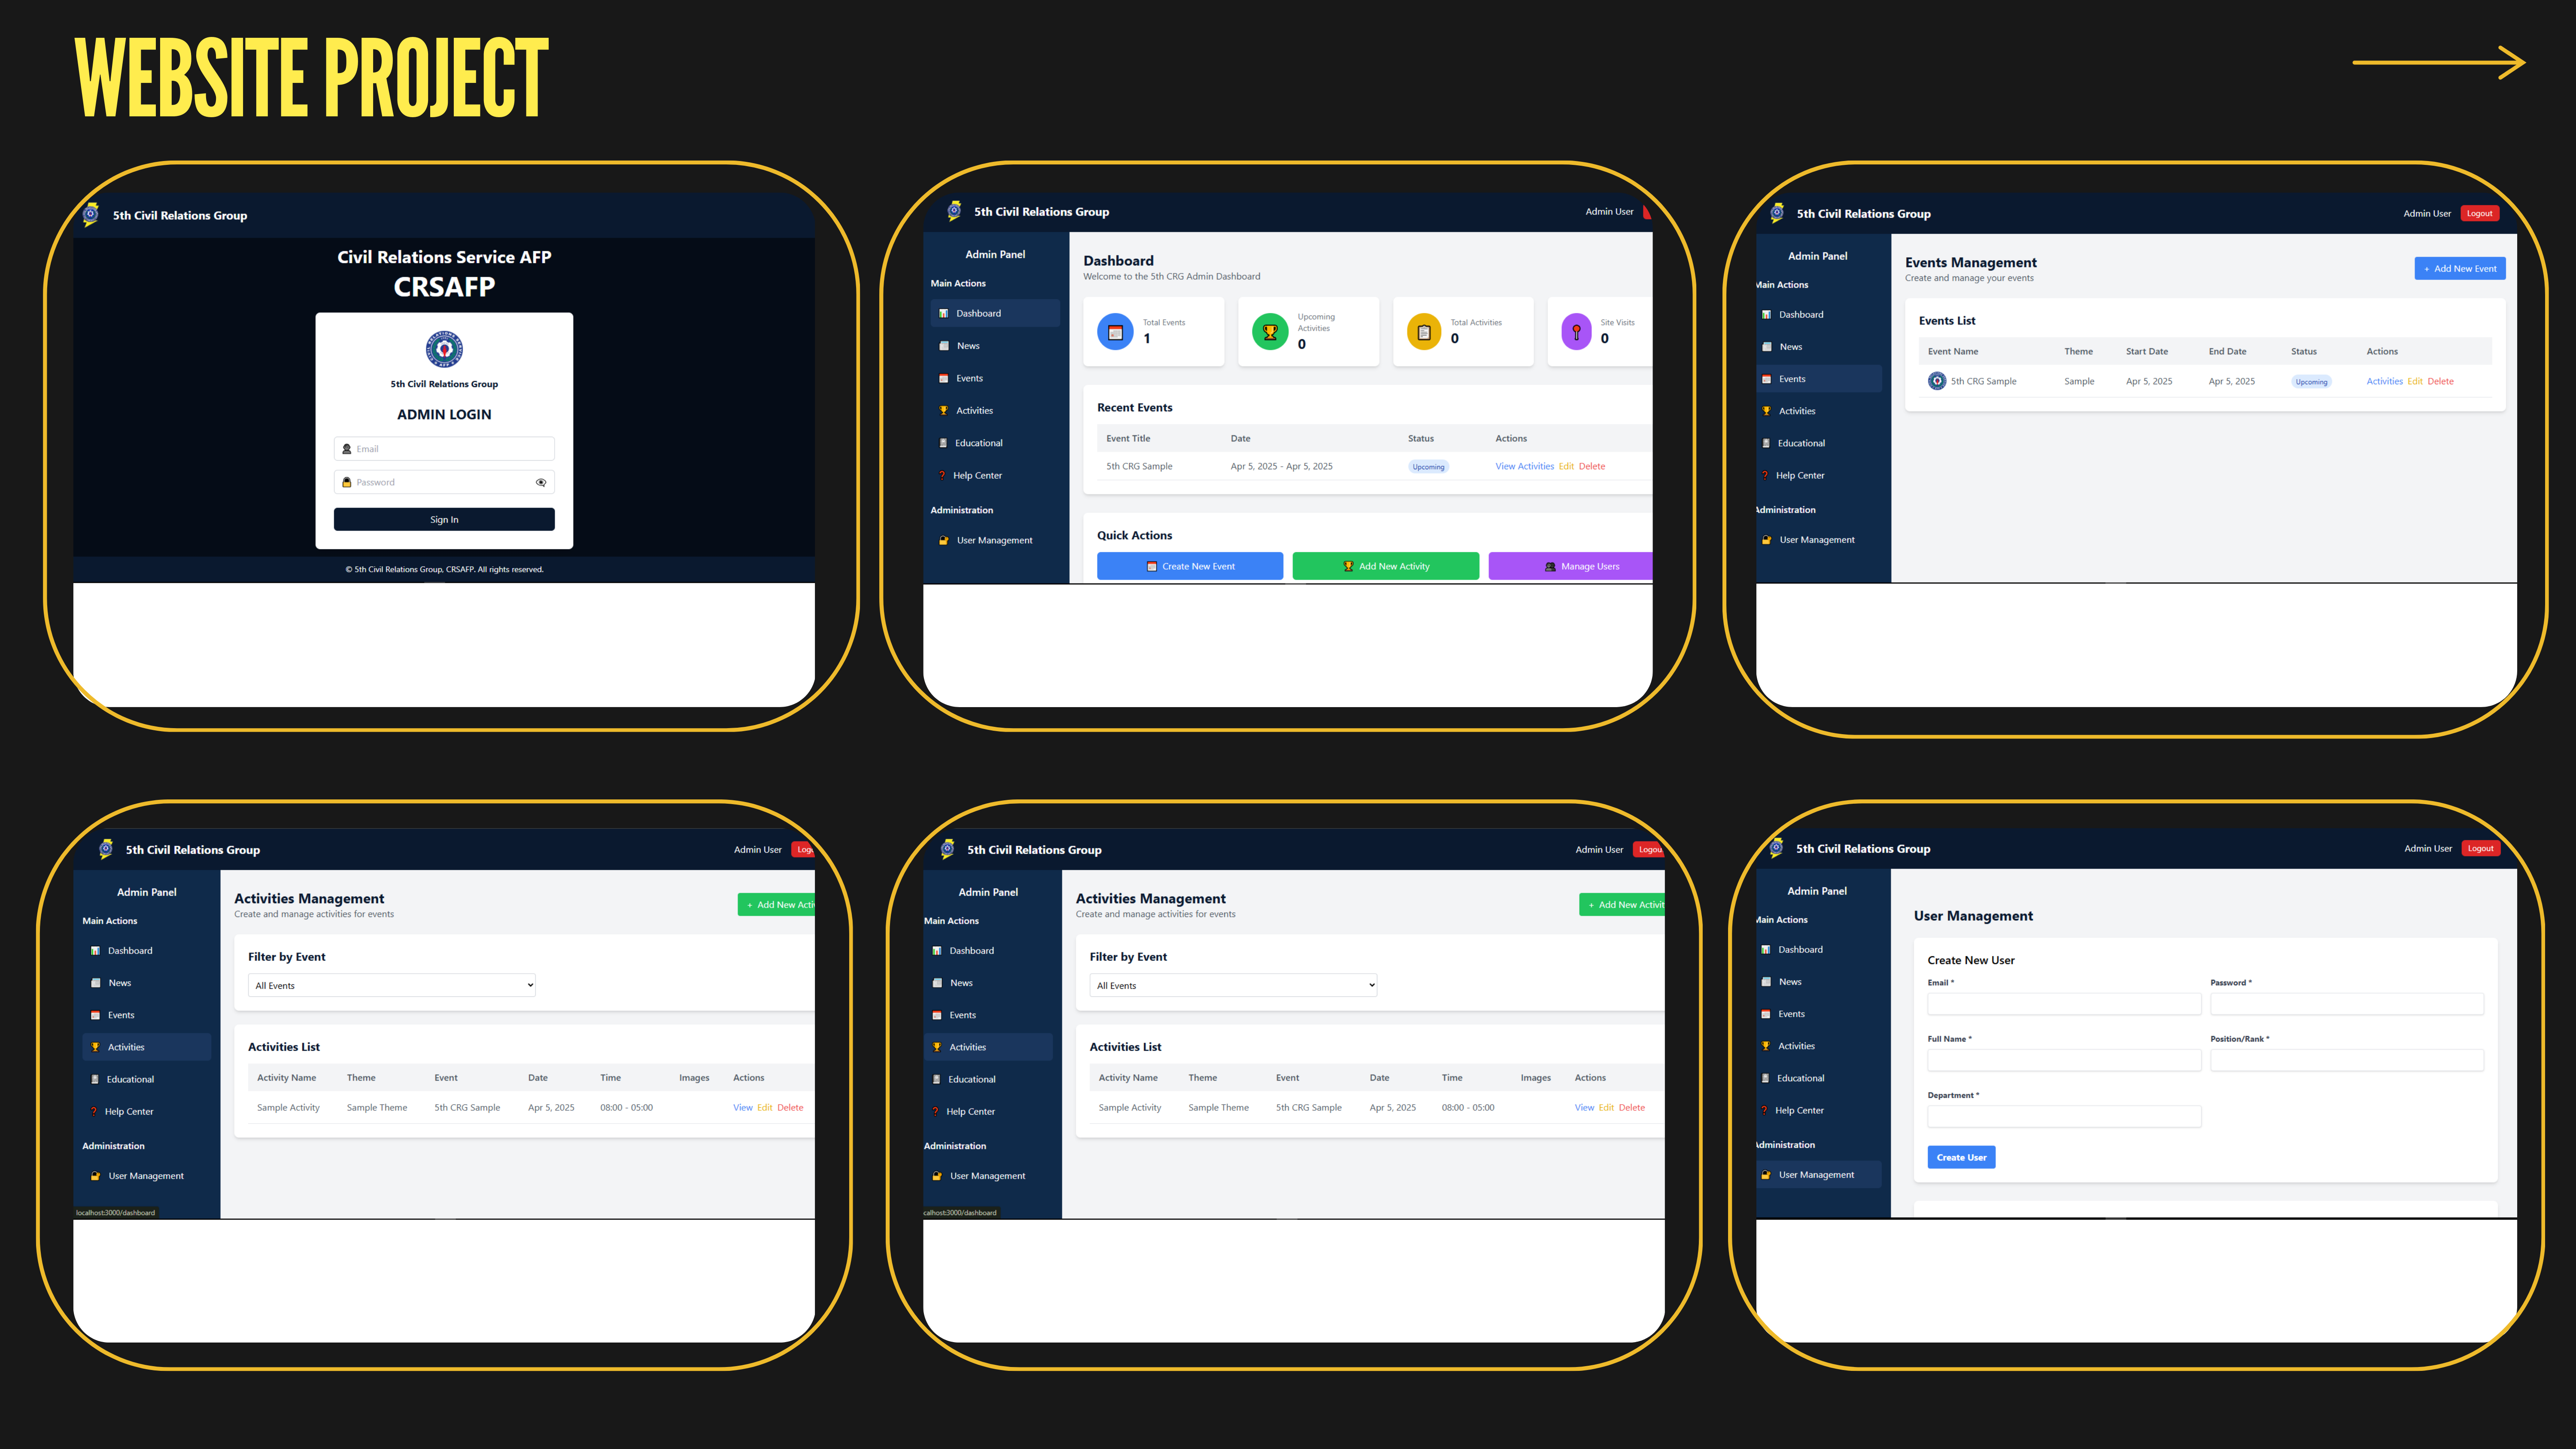 WEBSITE PROJECT
5th Civil Relations Group
Civil Relations Service AFP
CRSAFP
5th Civil Relations Group
ADMIN LOGIN
Email
Password
Sign In
© 5th Civil Relations Group, CRSAFP. All rights reserved.
5th Civil Relations Group
Admin User
Admin Panel
Main Actions
Dashboard
News
Events
Activities
Educational
Help Center
Administration
User Management
Dashboard
Welcome to the 5th CRG Admin Dashboard
Total Events
1
Upcoming
Activities
0
Total Activities
0
Site Visits
0
Recent Events
Event Title Date Status Actions
5th CRG Sample Apr 5, 2025 - Apr 5, 2025 Upcoming View Activities Edit Delete
Quick Actions
Create New Event Add New Activity Manage Users
5th Civil Relations Group
Admin User Logout
Admin Panel
Main Actions
Dashboard
News
Events
Activities
Educational
Help Center
Administration
User Management
Events Management
Create and manage your events
+ Add New Event
Events List
Event Name Theme Start Date End Date Status Actions
5th CRG Sample Sample Apr 5, 2025 Apr 5, 2025 Upcoming Activities Edit Delete
5th Civil Relations Group
Admin User Log
Admin Panel
Main Actions
Dashboard
News
Events
Activities
Educational
Help Center
Administration
User Management
localhost:3000/dashboard
Activities Management
Create and manage activities for events
+ Add New Acti
Filter by Event
All Events
Activities List
Activity Name Theme Event Date Time Images Actions
Sample Activity Sample Theme 5th CRG Sample Apr 5, 2025 08:00 - 05:00 View Edit Delete
5th Civil Relations Group
Admin User Logou
Admin Panel
Main Actions
Dashboard
News
Events
Activities
Educational
Help Center
Administration
User Management
calhost:3000/dashboard
Activities Management
Create and manage activities for events
+ Add New Activit
Filter by Event
All Events
Activities List
Activity Name Theme Event Date Time Images Actions
Sample Activity Sample Theme 5th CRG Sample Apr 5, 2025 08:00 - 05:00 View Edit Delete
5th Civil Relations Group
Admin User Logout
Admin Panel
Main Actions
Dashboard
News
Events
Activities
Educational
Help Center
Administration
User Management
User Management
Create New User
Email * Password *
Full Name * Position/Rank *
Department *
Create User